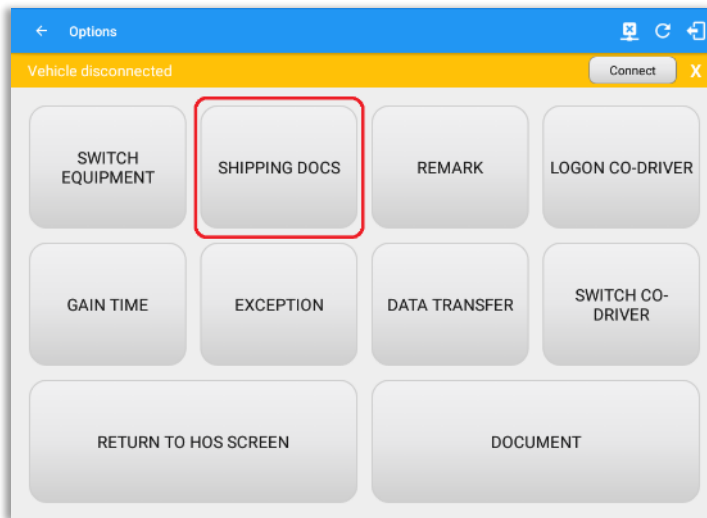 Options
Vehicle disconnected
Connect
X
SWITCH
EQUIPMENT
SHIPPING DOCS
REMARK
LOGON CO-DRIVER
GAIN TIME
EXCEPTION
DATA TRANSFER
SWITCH CO-
DRIVER
RETURN TO HOS SCREEN
DOCUMENT